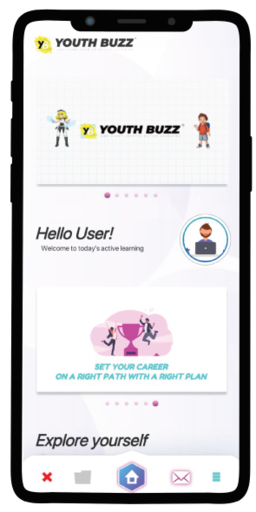 YOUTH BUZZ
YOUTH BUZZ
Hello User!
Welcome to today's active learning
SET YOUR CAREER
ON A RIGHT PATH WITH A RIGHT PLAN
Explore yourself